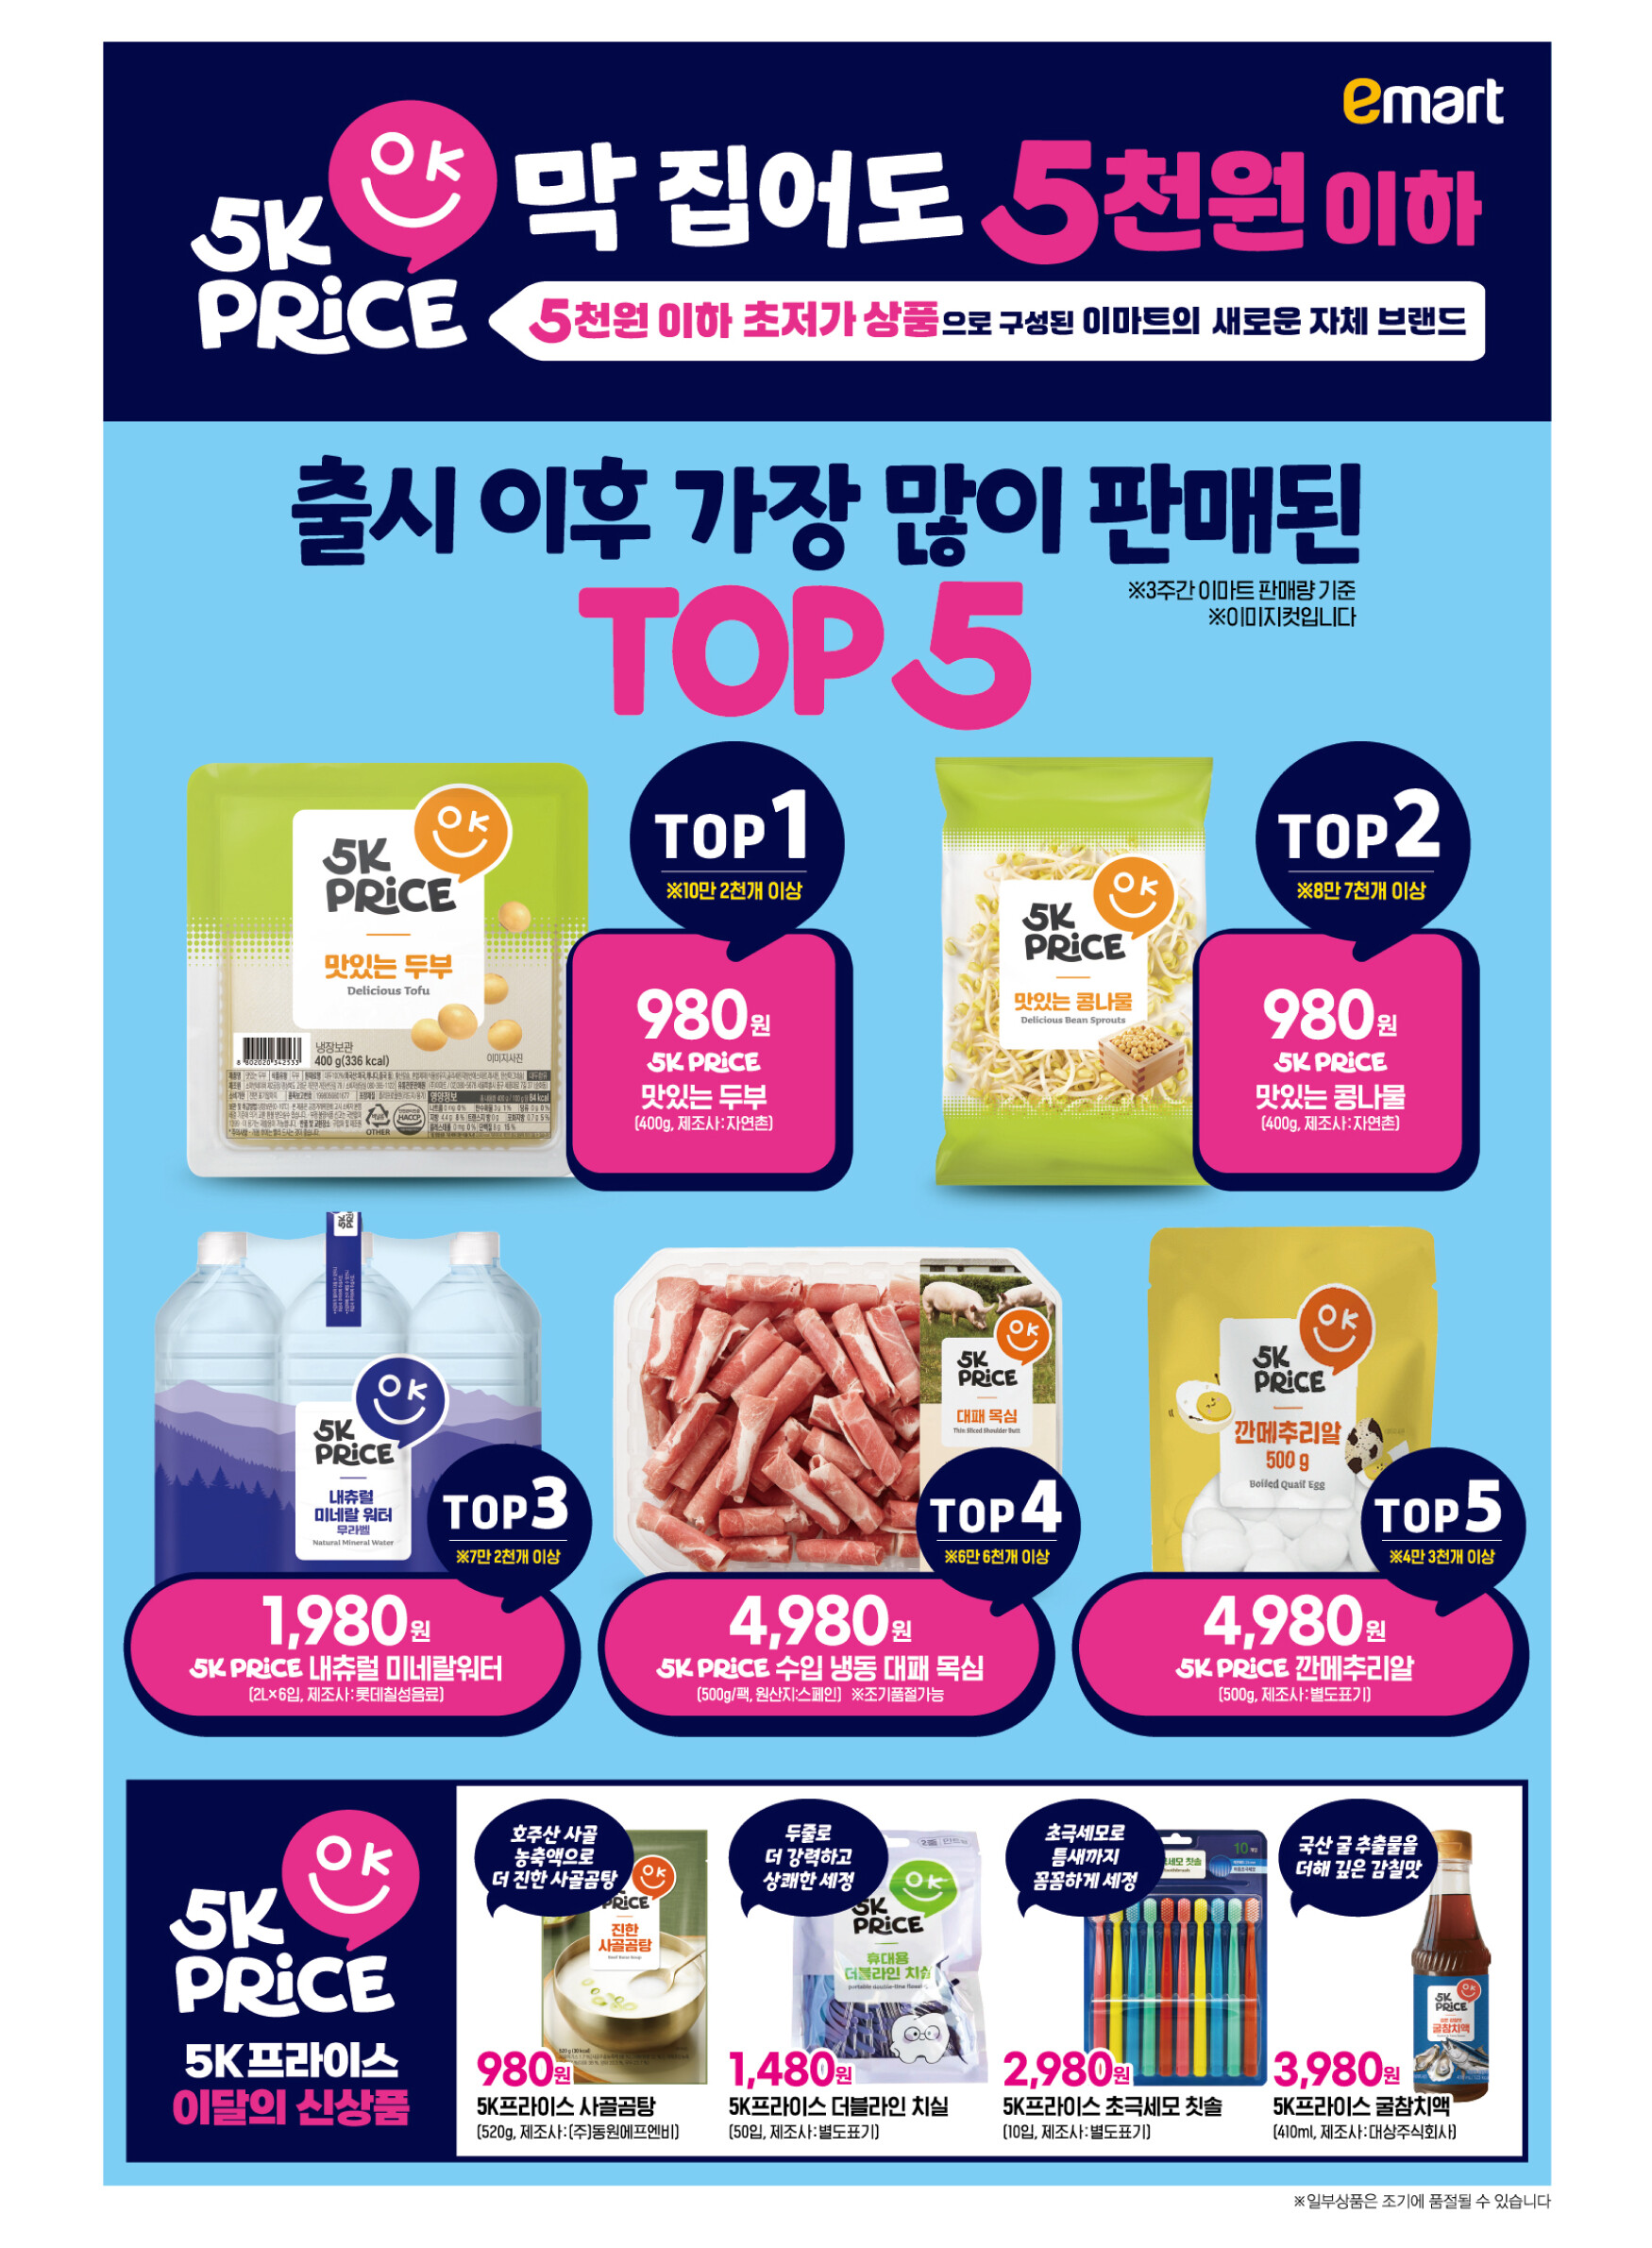 emart
5K PRiCE
OK
막 집어도 5천원 이하
5천원 이하 초저가 상품으로 구성된 이마트의 새로운 자체 브랜드
출시 이후 가장 많이 판매된
TOP 5
※3주간 이마트 판매량 기준
※이미지컷입니다
OK
5K
PRiCE
맛있는 두부
Delicious Tofu
냉장보관
400 g(336 kcal)
이미지사진
OTHER
HACCP
TOP1
※10만 2천개 이상
980원
5K PRiCE
맛있는 두부
(400g, 제조사:자연촌)
OK
5K
PRiCE
맛있는 콩나물
Delicious Bean Sprouts
TOP2
※8만 7천개 이상
980원
5K PRiCE
맛있는 콩나물
(400g, 제조사:자연촌)
OK
5K
PRiCE
내츄럴
미네랄 워터
무라벨
Natural Mineral Water
TOP3
※7만 2천개 이상
1,980원
5K PRiCE 내츄럴 미네랄워터
(2L×6입, 제조사:롯데칠성음료)
OK
5K
PRiCE
대패 목심
Thin Sliced Shoulder Butt
TOP4
※6만 6천개 이상
4,980원
5K PRiCE 수입 냉동 대패 목심
(500g/팩, 원산지:스페인) ※조기품절가능
OK
5K
PRiCE
깐메추리알
500 g
Boiled Quail Egg
TOP5
※4만 3천개 이상
4,980원
5K PRiCE 깐메추리알
(500g, 제조사:별도표기)
OK
5K
PRiCE
5K프라이스
이달의 신상품
호주산 사골
농축액으로
더 진한 사골곰탕
OK
PRiCE
진한
사골곰탕
980원
5K프라이스 사골곰탕
(520g, 제조사:(주)동원에프엔비)
두줄로
더 강력하고
상쾌한 세정
OK
5K
PRiCE
휴대용
더블라인 치실
1,480원
5K프라이스 더블라인 치실
(50입, 제조사:별도표기)
초극세모로
틈새까지
꼼꼼하게 세정
세모 칫솔
10
2,980원
5K프라이스 초극세모 칫솔
(10입, 제조사:별도표기)
국산 굴 추출물을
더해 깊은 감칠맛
OK
5K
PRiCE
굴참치액
3,980원
5K프라이스 굴참치액
(410ml, 제조사:대상주식회사)
※일부상품은 조기에 품절될 수 있습니다